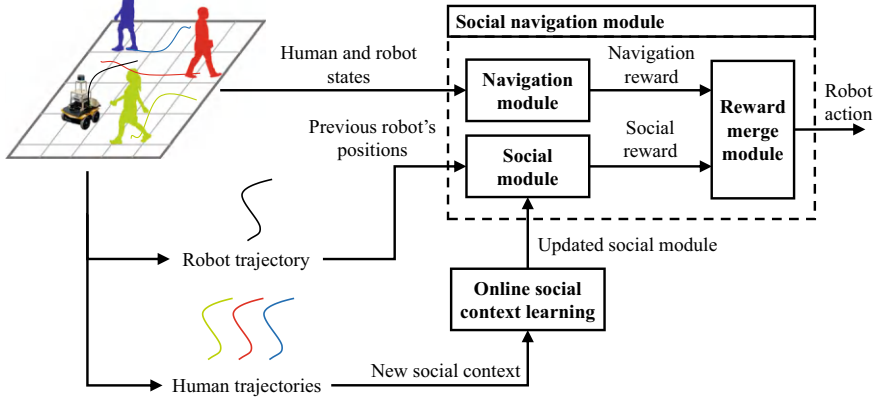 Social navigation module
Human and robot
states
Navigation
module
Navigation
reward
Previous robot's
positions
Social
module
Social
reward
Reward
merge
module
Robot
action
Updated social module
Robot trajectory
Online social
context learning
New social context
Human trajectories